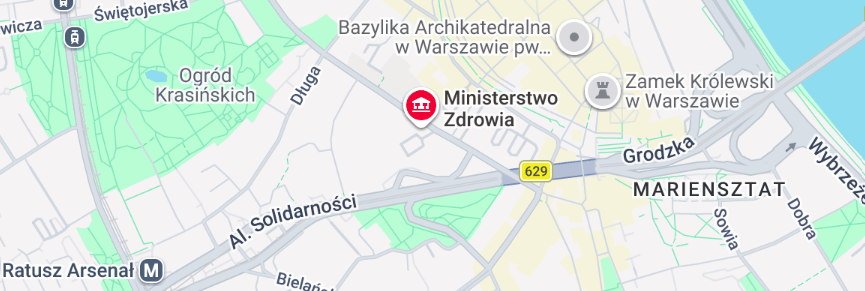 Świętojerska
wicza
Bazylika Archikatedralna
w Warszawie pw...
Ogród
Krasińskich
Długa
Zamek Królewski
w Warszawie
Ministerstwo
Zdrowia
Grodzka
Wybrzeże
629
MARIENSZTAT
Al. Solidarności
Sowia
Dobra
Ratusz Arsenał M
Bielańs